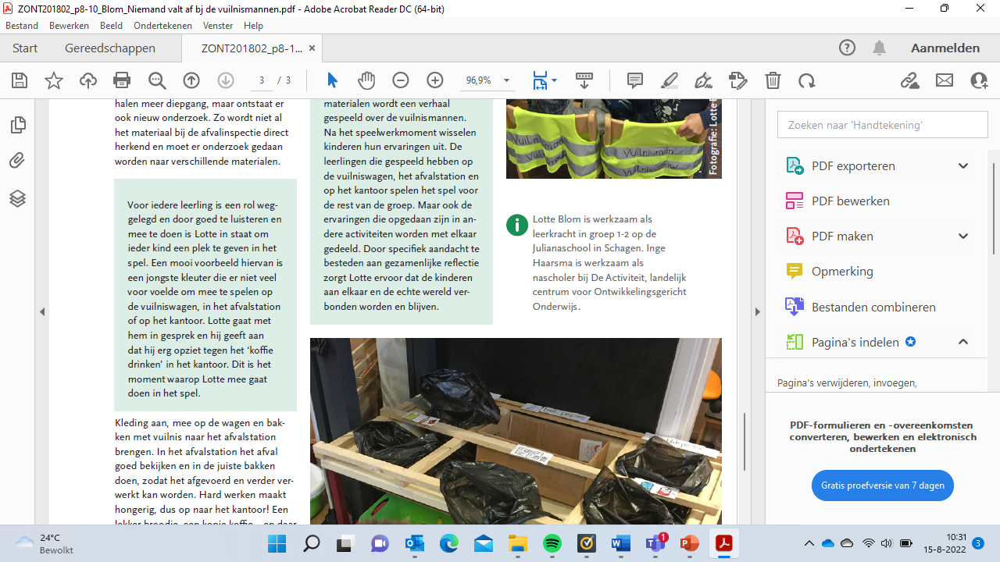 ZONT201802_p8-10_Blom_Niemand valt af bj de vuilnismannen.pdf - Adobe Acrobat Reader DC (64-bit)
Bestand Bewerken Beeld Ondertekenen Venster Help
Start Gereedschappen ZONT201802_p8-1... × Aanmelden
3 / 3 96,9%
halen meer diepgang, maar ontstaat er
ook nieuw onderzoek. Zo wordt niet al
het materiaal bij de afvalinspectie direct
herkend en moet er onderzoek gedaan
worden naar verschillende materialen.
Voor iedere leerling is een rol weg-
gelegd en door goed te luisteren en
mee te doen is Lotte in staat om
ieder kind een plek te geven in het
spel. Een mooi voorbeeld hiervan is
een jongste kleuter die er niet veel
voor voelde om mee te spelen op
de vuilniswagen, in het afvalstation
of op het kantoor. Lotte gaat met
hem in gesprek en hij geeft aan
dat hij erg opziet tegen het ‘koffie
drinken’ in het kantoor. Dit is het
moment waarop Lotte mee gaat
doen in het spel.
Kleding aan, mee op de wagen en bak-
ken met vuilnis naar het afvalstation
brengen. In het afvalstation het afval
goed bekijken en in de juiste bakken
doen, zodat het afgevoerd en verder ver-
werkt kan worden. Hard werken maakt
hongerig, dus op naar het kantoor! Een
lekker broodje, een kopje koffie... en daar
materialen wordt een verhaal
gespeeld over de vuilnismannen.
Na het speelwerkmoment wisselen
kinderen hun ervaringen uit. De
leerlingen die gespeeld hebben op
de vuilniswagen, het afvalstation en
op het kantoor spelen het spel voor
de rest van de groep. Maar ook de
ervaringen die opgedaan zijn in an-
dere activiteiten worden met elkaar
gedeeld. Door specifiek aandacht te
besteden aan gezamenlijke reflectie
zorgt Lotte ervoor dat de kinderen
aan elkaar en de echte wereld ver-
bonden worden en blijven.
Vuilnisman
Vuilnisman
Vuilnisvrouw
Fotografie: Lotte
Lotte Blom is werkzaam als
leerkracht in groep 1-2 op de
Julianaschool in Schagen. Inge
Haarsma is werkzaam als
nascholer bij De Activiteit, landelijk
centrum voor Ontwikkelingsgericht
Onderwijs.
Zoeken naar 'Handtekening'
PDF exporteren
PDF bewerken
PDF maken
Opmerking
Bestanden combineren
Pagina's indelen
Pagina's verwijderen, invoegen,
PDF-formulieren en -overeenkomsten
converteren, bewerken en elektronisch
ondertekenen
Gratis proefversie van 7 dagen
24°C
Bewolkt
1
10:31
15-8-2022
3